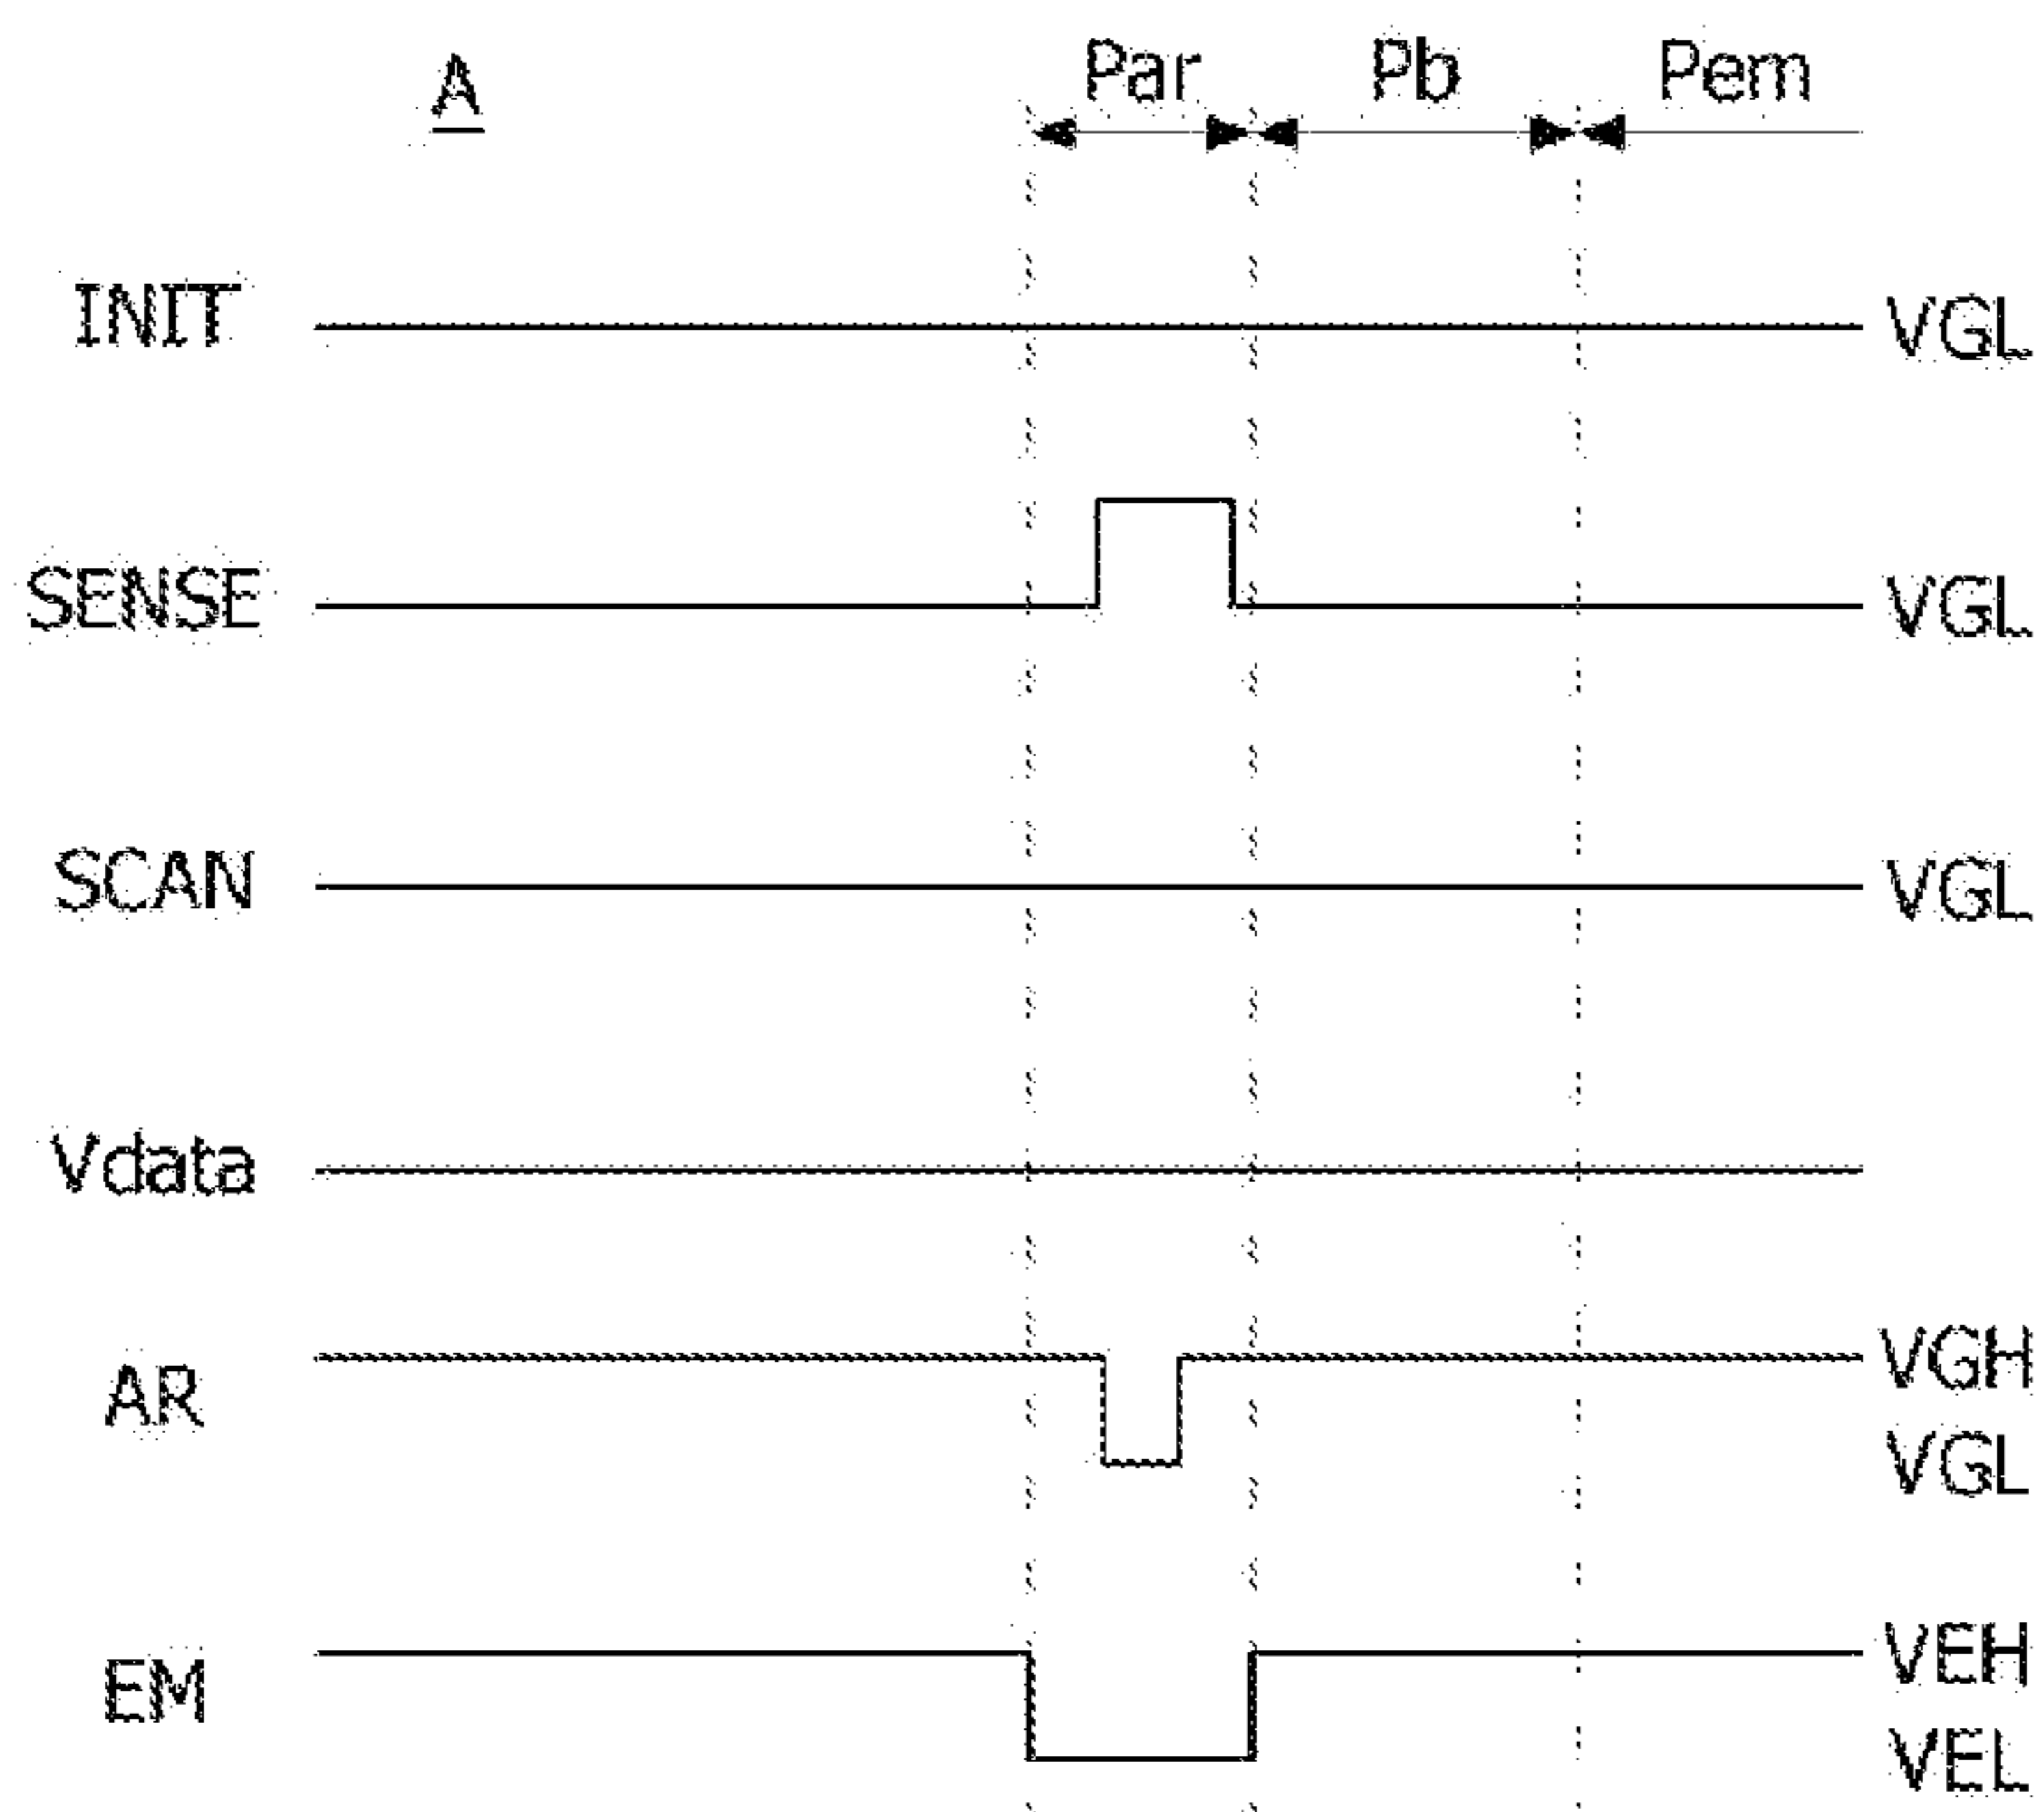 A Par Pb Pem
INIT VGL
SENSE VGL
SCAN VGL
Vdata
AR VGH
VGL
EM VEH
VEL